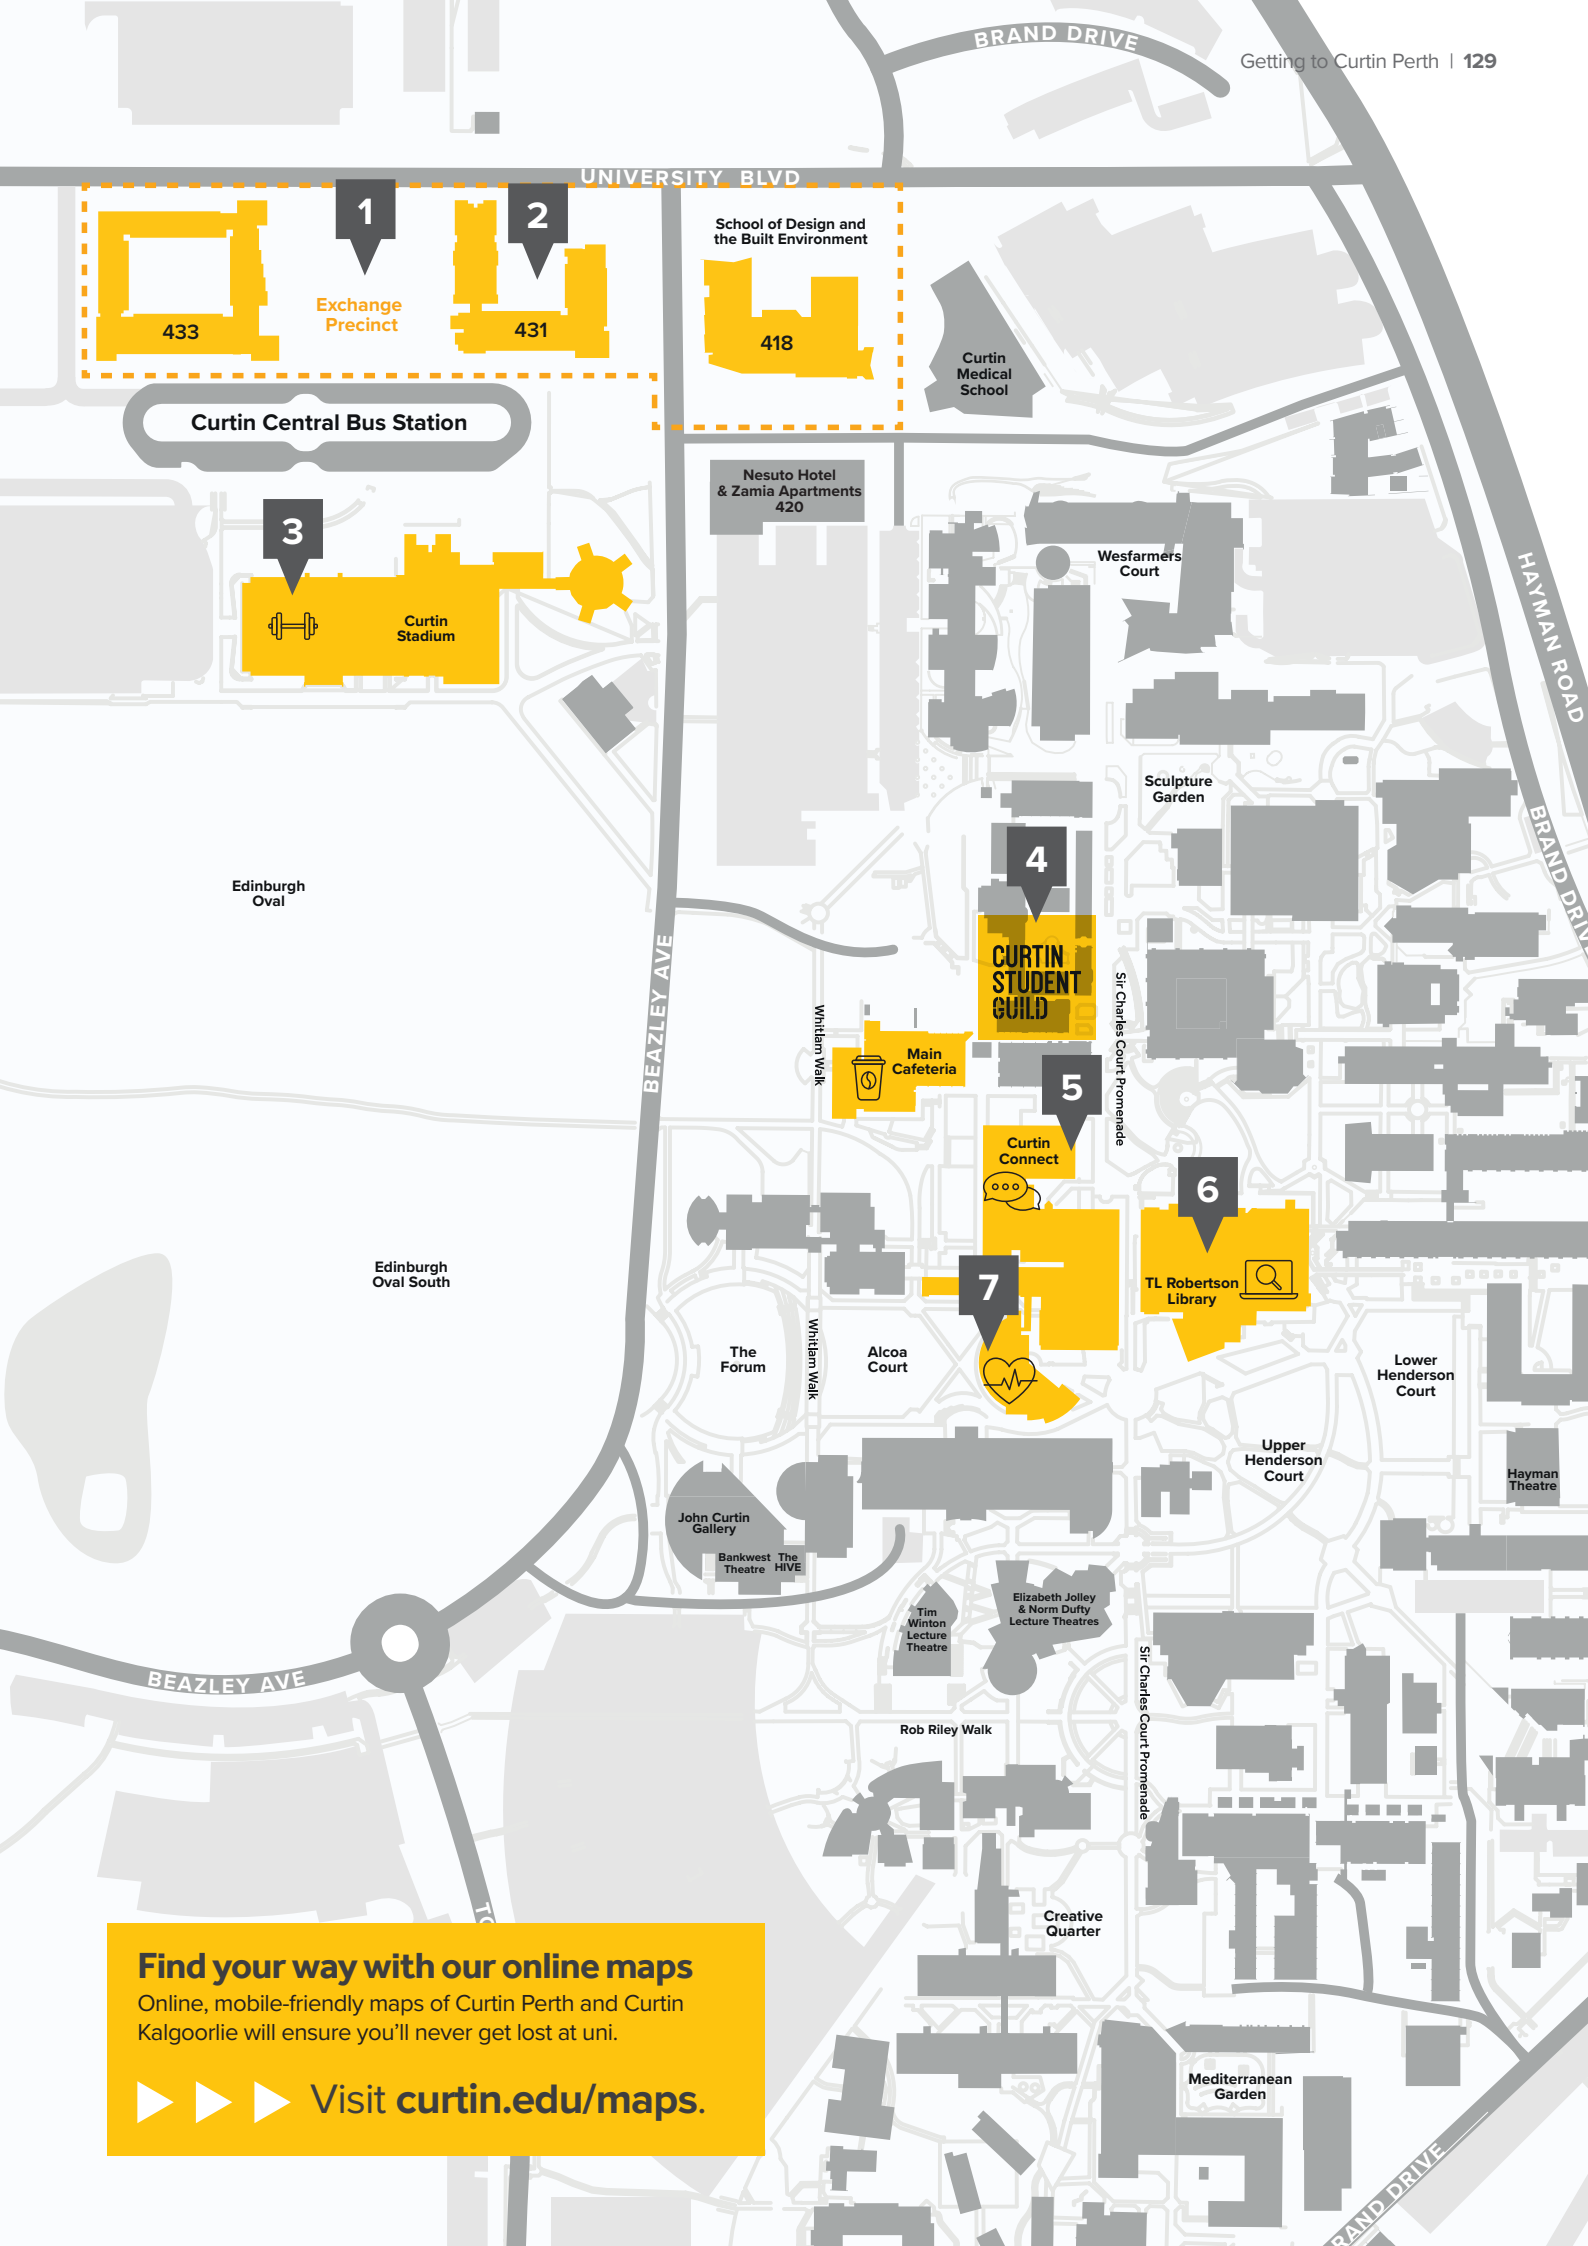 BRAND DRIVE
Getting to Curtin Perth | 129
UNIVERSITY BLVD
1
2
School of Design and
the Built Environment
Exchange
Precinct
433
431
418
Curtin
Medical
School
Curtin Central Bus Station
Nesuto Hotel
& Zamia Apartments
420
3
Wesfarmers
Court
HAYMAN ROAD
Curtin
Stadium
Sculpture
Garden
BRAND DRIVE
4
Edinburgh
Oval
BEAZLEY AVE
CURTIN
STUDENT
GUILD
Sir Charles Court Promenade
Whitlam Walk
Main
Cafeteria
5
Curtin
Connect
6
Edinburgh
Oval South
7
TL Robertson
Library
The
Forum
Whitlam Walk
Alcoa
Court
Lower
Henderson
Court
Upper
Henderson
Court
Hayman
Theatre
John Curtin
Gallery
Bankwest
Theatre
The
HIVE
Tim
Winton
Lecture
Theatre
Elizabeth Jolley
& Norm Dufty
Lecture Theatres
BEAZLEY AVE
Sir Charles Court Promenade
Rob Riley Walk
Creative
Quarter
Find your way with our online maps
Online, mobile-friendly maps of Curtin Perth and Curtin
Kalgoorlie will ensure you’ll never get lost at uni.
Visit curtin.edu/maps.
Mediterranean
Garden
BRAND DRIVE